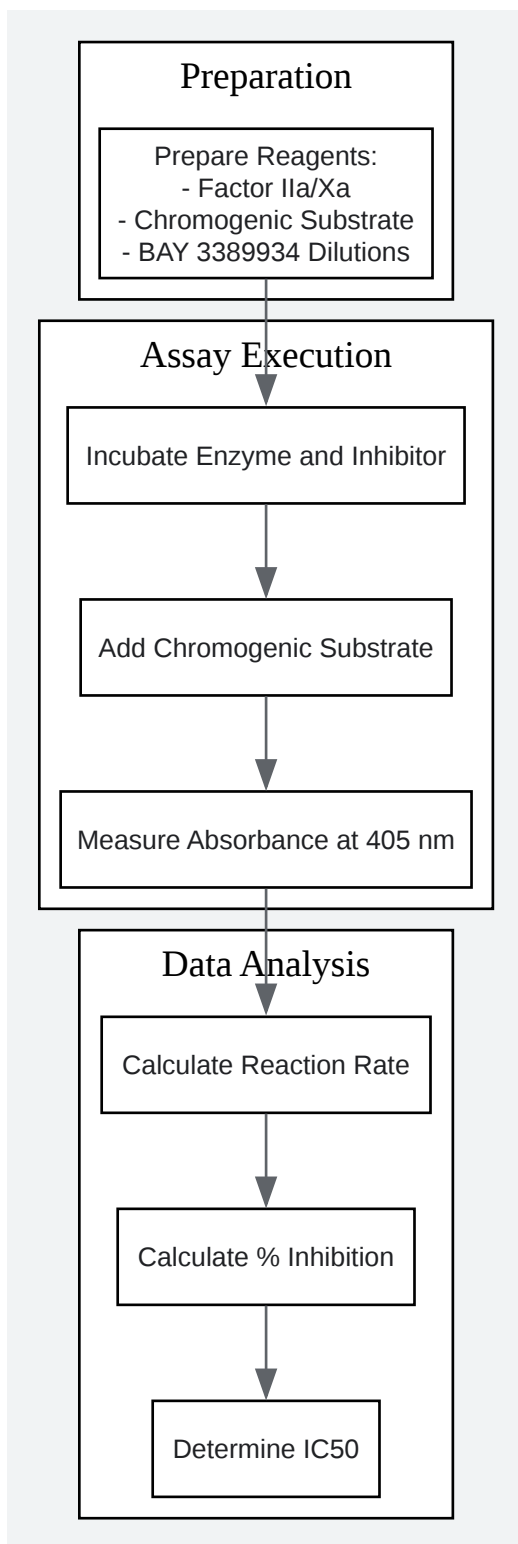 Preparation
Prepare Reagents:
- Factor IIa/Xa
- Chromogenic Substrate
- BAY 3389934 Dilutions
Assay Execution
Incubate Enzyme and Inhibitor
Add Chromogenic Substrate
Measure Absorbance at 405 nm
Data Analysis
Calculate Reaction Rate
Calculate % Inhibition
Determine IC50